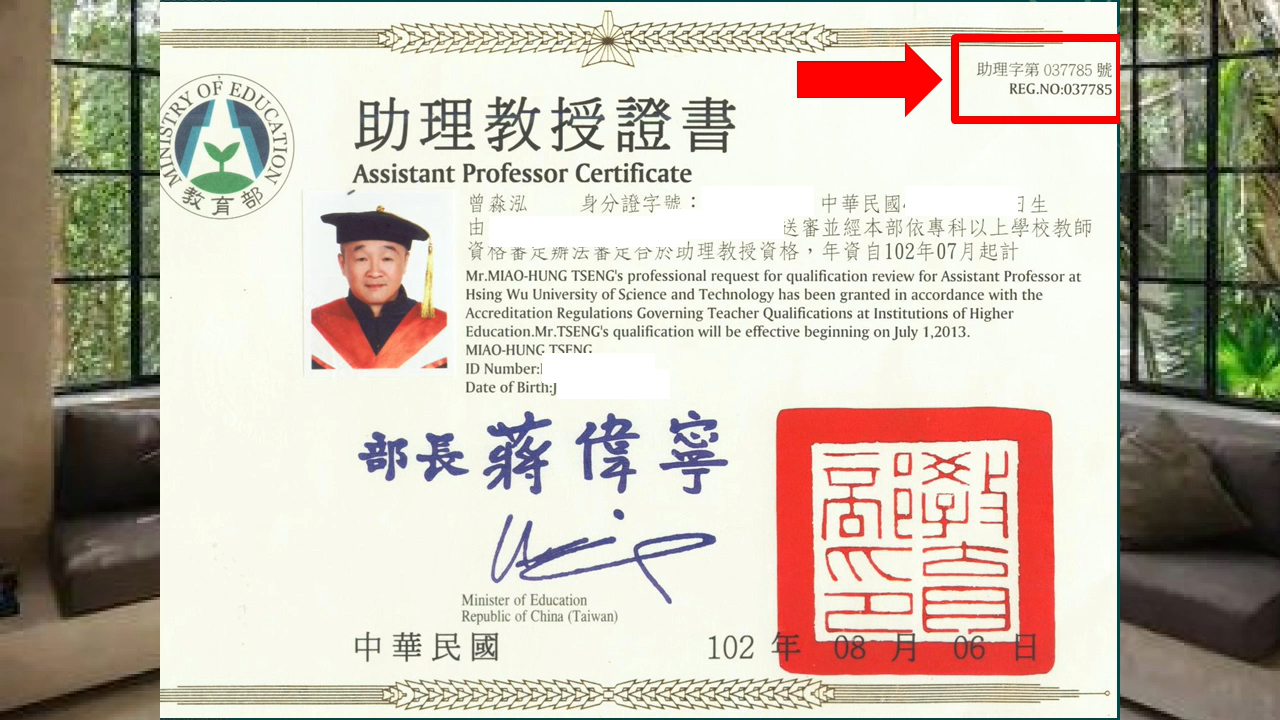 助理字第 037785 號
REG.NO:037785
MINISTRY OF EDUCATION
教育部
助理教授證書
Assistant Professor Certificate
曾淼泓 身分證字號： 中華民國 日生
由 送審並經本部依專科以上學校教師
資格審定辦法審定合於助理教授資格，年資自102年07月起計
Mr.MIAO-HUNG TSENG's professional request for qualification review for Assistant Professor at
Hsing Wu University of Science and Technology has been granted in accordance with the
Accreditation Regulations Governing Teacher Qualifications at Institutions of Higher
Education.Mr.TSENG's qualification will be effective beginning on July 1,2013.
MIAO-HUNG TSENG
ID Number:
Date of Birth:J
部長 蔣偉寧
Minister of Education
Republic of China (Taiwan)
教育部印
中華民國 102 年 08 月 06 日